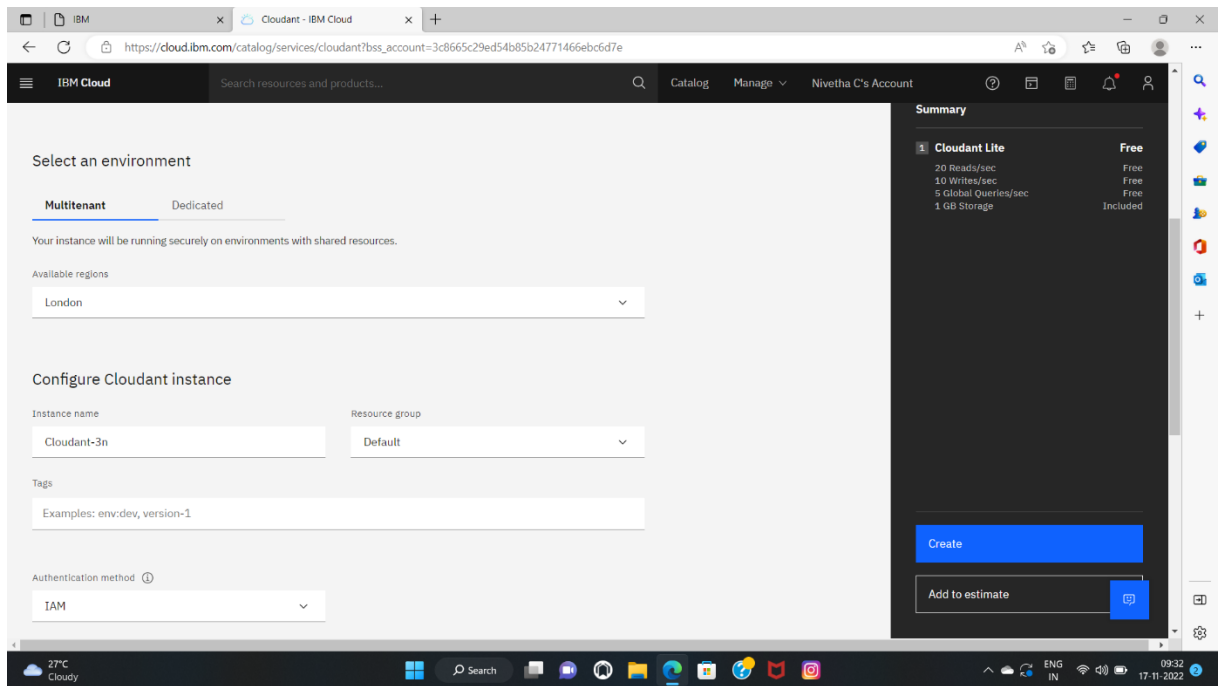 IBM
Cloudant - IBM Cloud
https://cloud.ibm.com/catalog/services/cloudant?bss_account=3c8665c29ed54b85b24771466ebc6d7e
IBM Cloud
Search resources and products...
Catalog
Manage
Nivetha C's Account
Select an environment
Multitenant
Dedicated
Your instance will be running securely on environments with shared resources.
Available regions
London
Configure Cloudant instance
Instance name
Resource group
Cloudant-3n
Default
Tags
Examples: env:dev, version-1
Authentication method
IAM
Summary
1 Cloudant Lite Free
20 Reads/sec Free
10 Writes/sec Free
5 Global Queries/sec Free
1 GB Storage Included
Create
Add to estimate
27°C
Cloudy
Search
ENG
IN
09:32
17-11-2022
2